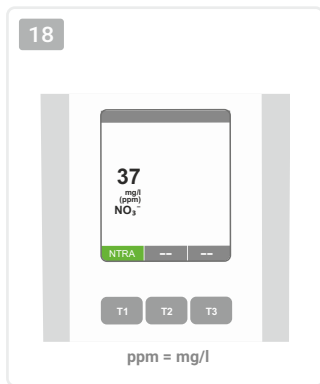 18
37
mg/l
(ppm)
NO₃⁻
NTRA -- --
T1 T2 T3
ppm = mg/l